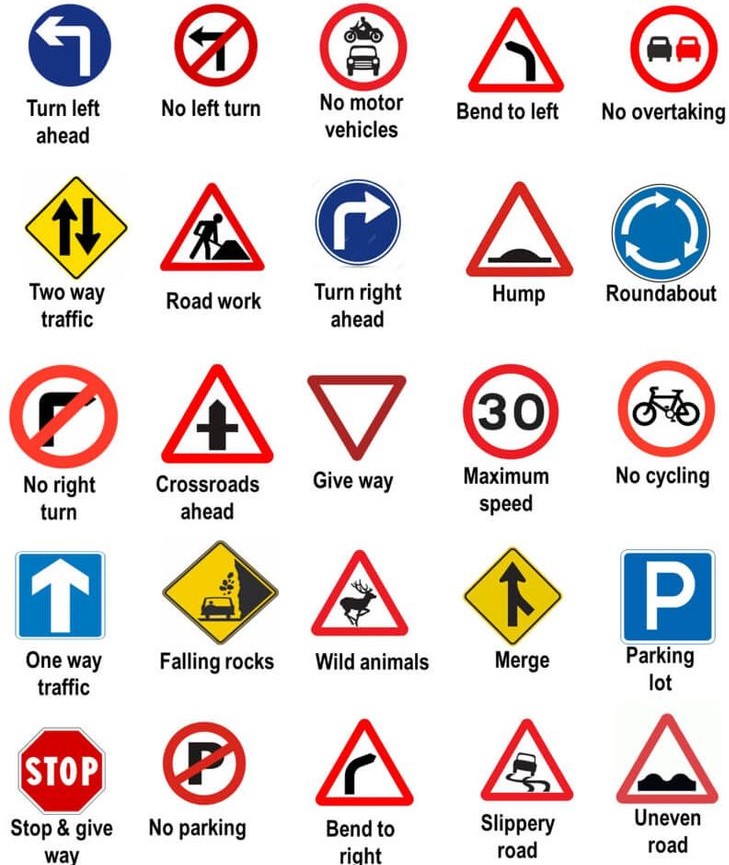 Turn left
ahead
No left turn
No motor
vehicles
Bend to left
No overtaking
Two way
traffic
Road work
Turn right
ahead
Hump
Roundabout
No right
turn
Crossroads
ahead
Give way
30
Maximum
speed
No cycling
One way
traffic
Falling rocks
Wild animals
Merge
P
Parking
lot
STOP
Stop & give
way
P
No parking
Bend to
right
Slippery
road
Uneven
road